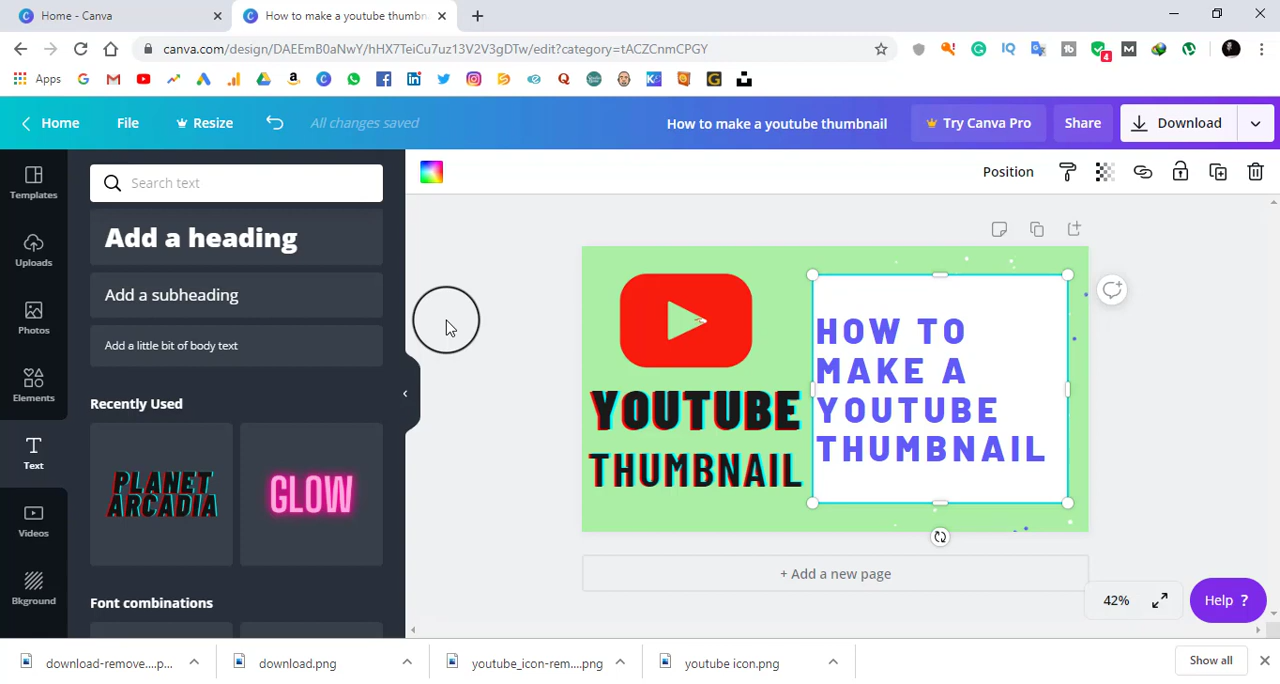 Home - Canva
How to make a youtube thumbn
canva.com/design/DAEmB0aNwY/hHX7TeiCu7uz13V2V3gDTw/edit?category=tACZCnmCPGY
4
Apps
Home
File
Resize
All changes saved
How to make a youtube thumbnail
Try Canva Pro
Share
Download
Templates
Uploads
Photos
Elements
Text
Videos
Bkground
Search text
Add a heading
Add a subheading
Add a little bit of body text
Recently Used
PLANET
ARCADIA
GLOW
Font combinations
Position
YOUTUBE
THUMBNAIL
HOW TO
MAKE A
YOUTUBE
THUMBNAIL
+ Add a new page
42%
Help ?
download-remove....p...
download.png
youtube_icon-rem....png
youtube icon.png
Show all